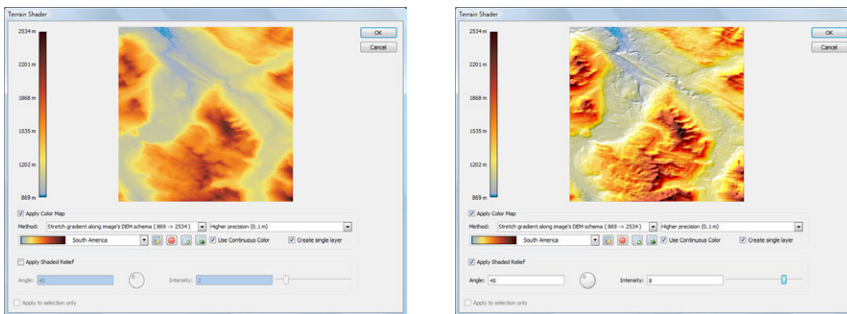 Terrain Shader
2534 m
2201 m
1868 m
1535 m
1202 m
869 m
OK
Cancel
Apply Color Map
Method: Stretch gradient along image's DEM schema ( 869 -> 2534 ) Higher precision (0.1 m)
South America Use Continuous Color Create single layer
Apply Shaded Relief
Angle: 45 Intensity: 2
Apply to selection only
Terrain Shader
2534 m
2201 m
1868 m
1535 m
1202 m
869 m
OK
Cancel
Apply Color Map
Method: Stretch gradient along image's DEM schema ( 869 -> 2534 ) Higher precision (0.1 m)
South America Use Continuous Color Create single layer
Apply Shaded Relief
Angle: 45 Intensity: 8
Apply to selection only